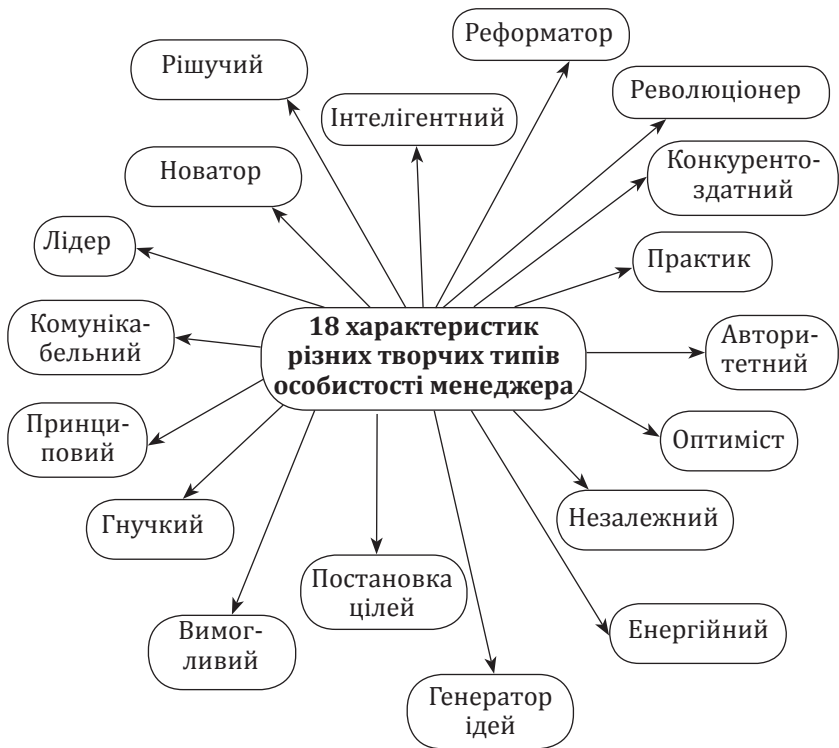 Реформатор
Рішучий
Революціонер
Інтелігентний
Новатор
Конкуренто-
здатний
Лідер
Практик
Комуніка-
бельний
18 характеристик
різних творчих типів
особистості менеджера
Автори-
тетний
Принци-
повий
Оптиміст
Гнучкий
Незалежний
Постановка
цілей
Вимог-
ливий
Енергійний
Генератор
ідей